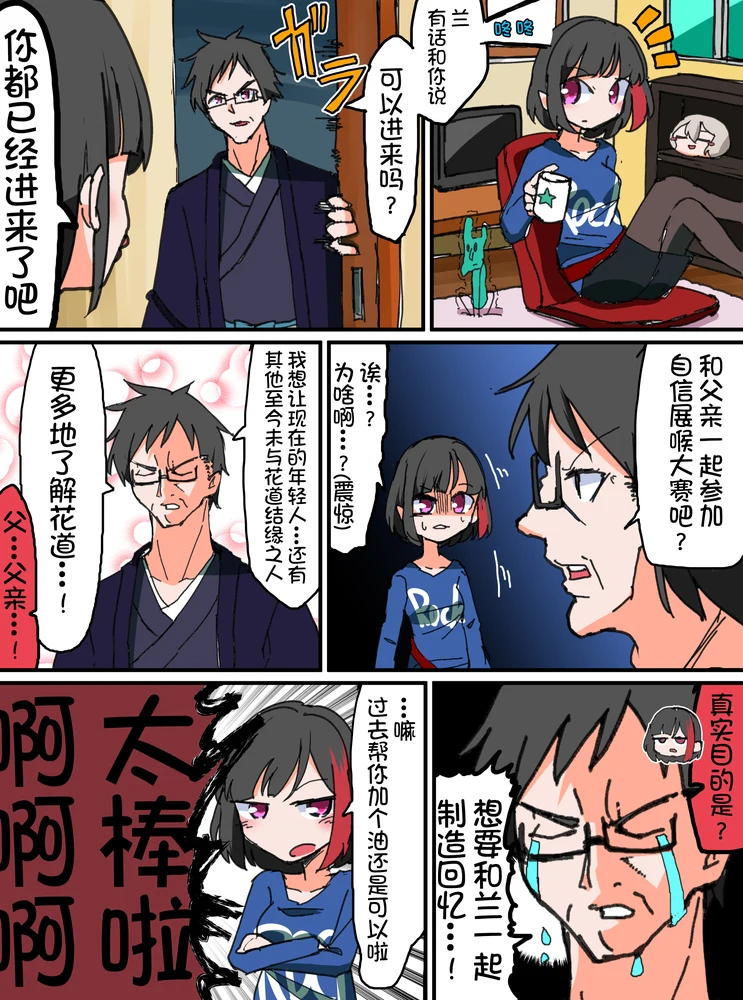 咚咚
兰
有话和你说
可以进来吗?
ガラ
你都已经进来了吧
Rock
和父亲一起参加
自信展喉大赛吧?
诶…?
为啥啊…?(震惊)
Rock
我想让现在的年轻人…还有
其他至今未与花道结缘之人
更多地了解花道…!
父…父亲…!
真实目的是?
想要和兰一起
制造回忆…!
…嘛
过去帮你加个油还是可以啦
太棒啦
啊啊啊